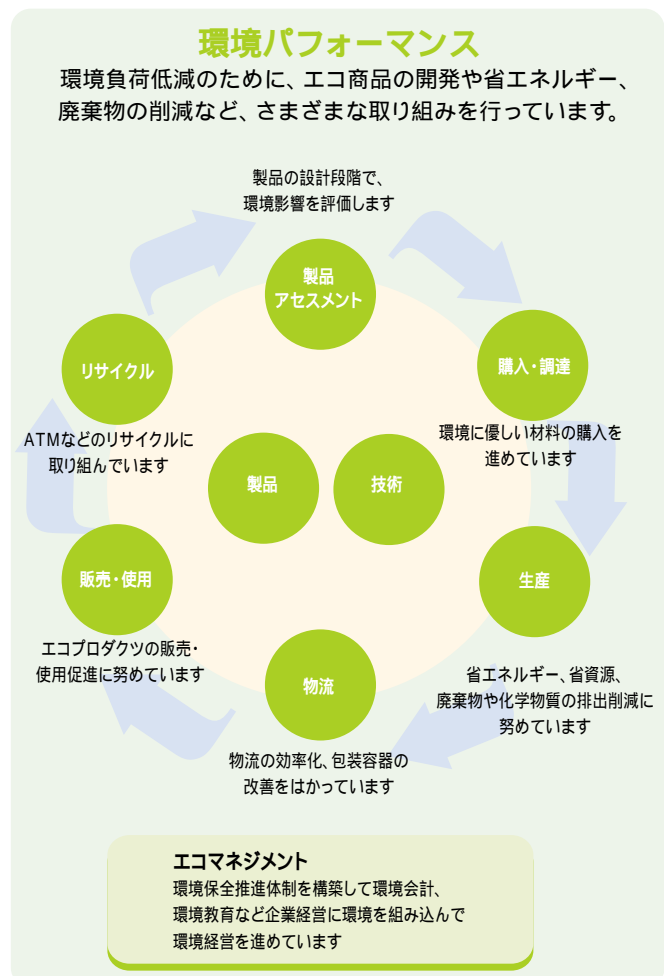 環境パフォーマンス
環境負荷低減のために、エコ商品の開発や省エネルギー、
廃棄物の削減など、さまざまな取り組みを行っています。
製品の設計段階で、
環境影響を評価します
製品
アセスメント
購入・調達
環境に優しい材料の購入を
進めています
リサイクル
ATMなどのリサイクルに
取り組んでいます
製品
技術
販売・使用
エコプロダクツの販売・
使用促進に努めています
生産
省エネルギー、省資源、
廃棄物や化学物質の排出削減に
努めています
物流
物流の効率化、包装容器の
改善をはかっています
エコマネジメント
環境保全推進体制を構築して環境会計、
環境教育など企業経営に環境を組み込んで
環境経営を進めています